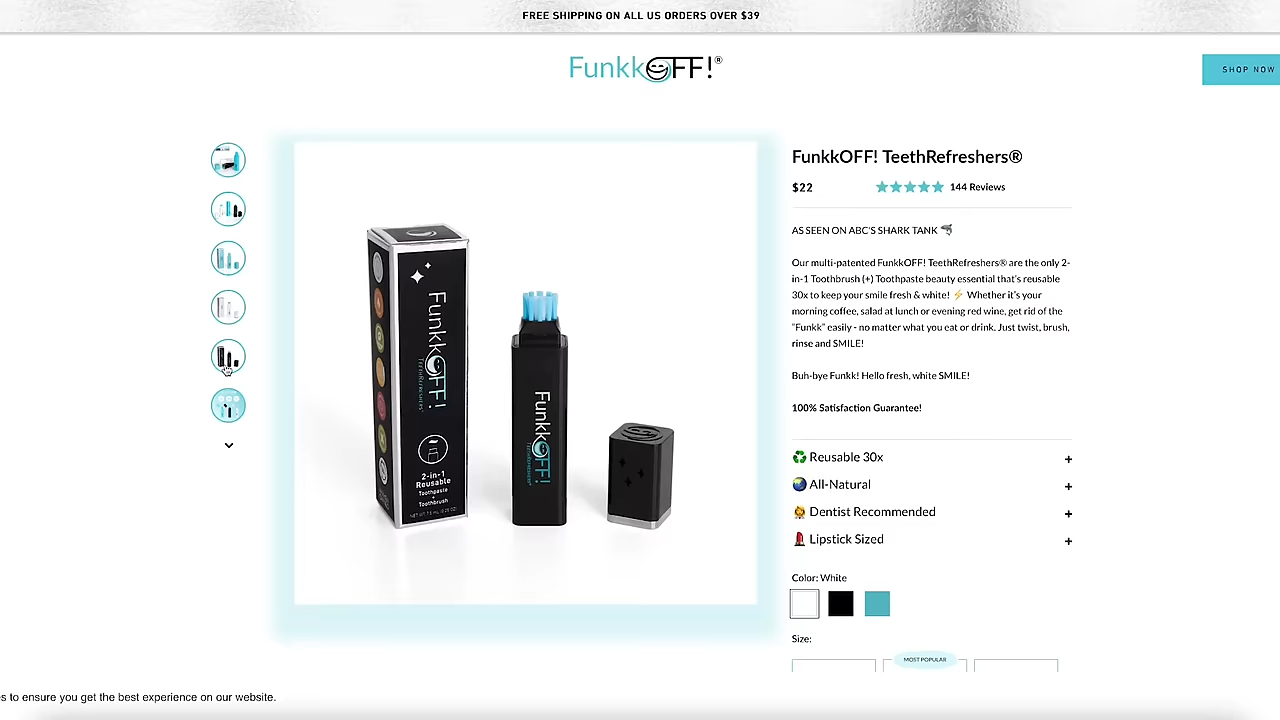 FREE SHIPPING ON ALL US ORDERS OVER $39
FunkkOFF!®
SHOP NOW
FunkkOFF! TeethRefreshers®
$22
144 Reviews
AS SEEN ON ABC'S SHARK TANK
Our multi-patented FunkkOFF! TeethRefreshers® are the only 2-
in-1 Toothbrush (+) Toothpaste beauty essential that's reusable
30x to keep your smile fresh & white! ⚡ Whether it's your
morning coffee, salad at lunch or evening red wine, get rid of the
"Funkk" easily - no matter what you eat or drink. Just twist, brush,
rinse and SMILE!
Buh-bye Funkk! Hello fresh, white SMILE!
100% Satisfaction Guarantee!
Reusable 30x
+
All-Natural
+
Dentist Recommended
+
Lipstick Sized
+
Color: White
Size:
MOST POPULAR
FunkkOFF!
TEETHREFRESHERS
2-in-1
Reusable
Toothpaste
+
Toothbrush
FunkkOFF!
TEETHREFRESHERS
s to ensure you get the best experience on our website.